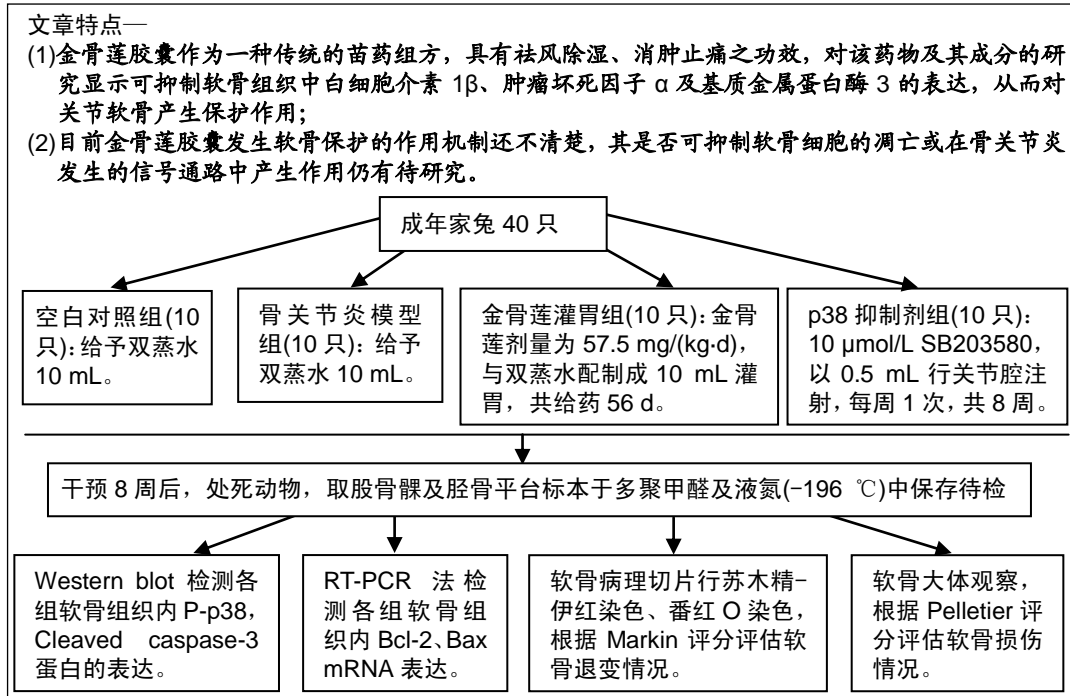 文章特点—
(1)金骨莲胶囊作为一种传统的苗药组方，具有祛风除湿、消肿止痛之功效，对该药物及其成分的研
究显示可抑制软骨组织中白细胞介素 1β、肿瘤坏死因子 α 及基质金属蛋白酶 3 的表达，从而对
关节软骨产生保护作用；
(2)目前金骨莲胶囊发生软骨保护的作用机制还不清楚，其是否可抑制软骨细胞的凋亡或在骨关节炎
发生的信号通路中产生作用仍有待研究。
成年家兔 40 只
空白对照组(10
只)：给予双蒸水
10 mL。
骨关节炎模型
组(10 只)：给予
双蒸水 10 mL。
金骨莲灌胃组(10 只)：金骨
莲剂量为 57.5 mg/(kg·d)，
与双蒸水配制成 10 mL 灌
胃，共给药 56 d。
p38 抑制剂组(10 只)：
10 μmol/L SB203580，
以 0.5 mL 行关节腔注
射，每周 1 次，共 8 周。
干预 8 周后，处死动物，取股骨髁及胫骨平台标本于多聚甲醛及液氮(-196 ℃)中保存待检
Western blot 检测各
组软骨组织内 P-p38，
Cleaved caspase-3
蛋白的表达。
RT-PCR 法检
测各组软骨组
织内 Bcl-2、Bax
mRNA 表达。
软骨病理切片行苏木精-
伊红染色、番红 O 染色，
根据 Markin 评分评估软
骨退变情况。
软骨大体观察，
根据 Pelletier 评
分评估软骨损伤
情况。